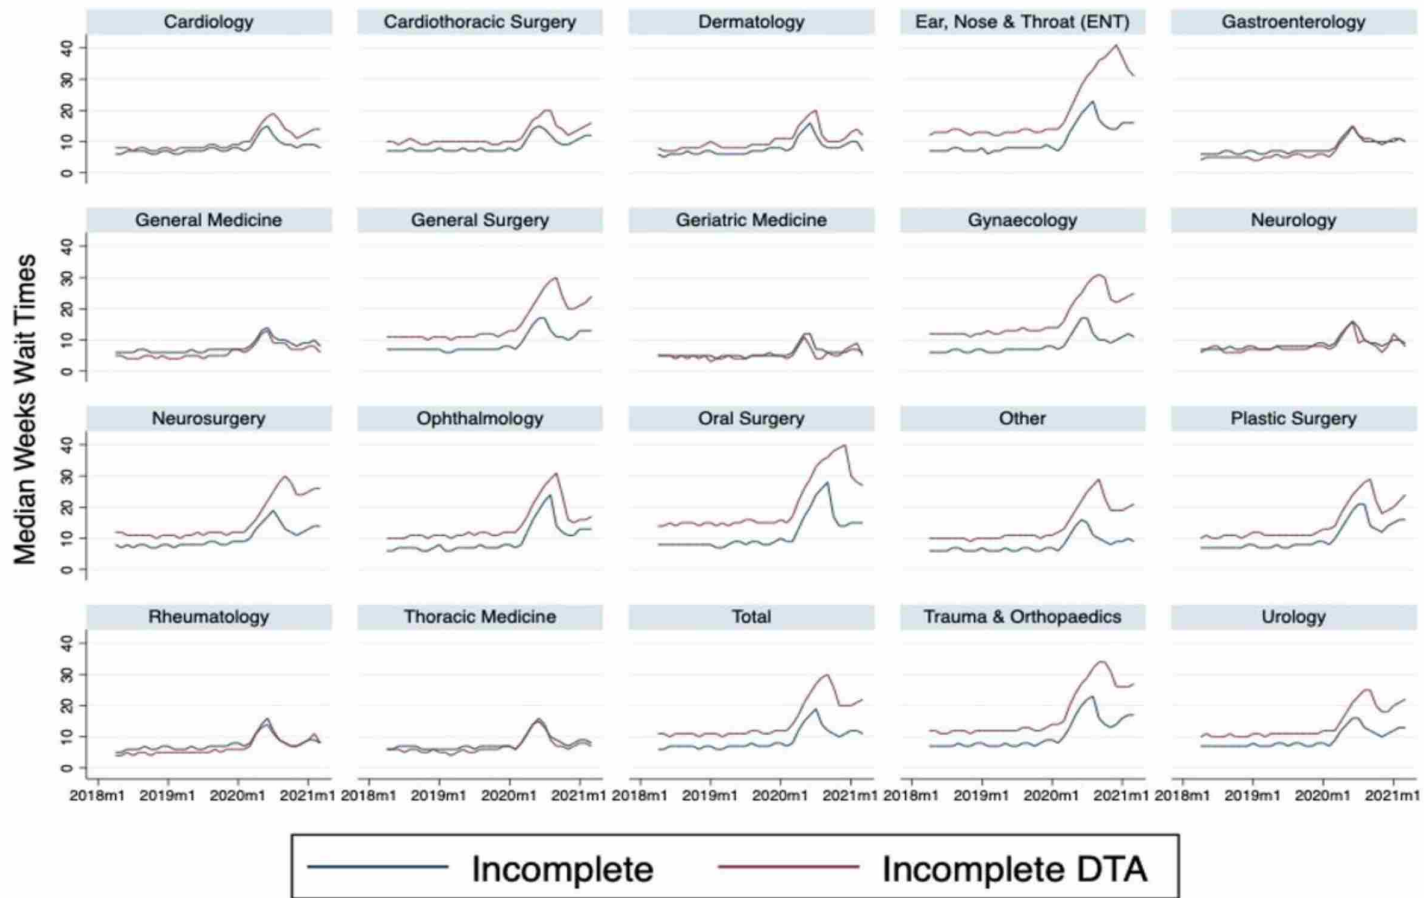 Cardiology Cardiothoracic Surgery Dermatology Ear, Nose & Throat (ENT) Gastroenterology
40
30
20
10
0
General Medicine General Surgery Geriatric Medicine Gynaecology Neurology
40
30
20
10
0
Median Weeks Wait Times
Neurosurgery Ophthalmology Oral Surgery Other Plastic Surgery
40
30
20
10
0
Rheumatology Thoracic Medicine Total Trauma & Orthopaedics Urology
40
30
20
10
0
2018m1 2019m1 2020m1 2021m1 2018m1 2019m1 2020m1 2021m1 2018m1 2019m1 2020m1 2021m1 2018m1 2019m1 2020m1 2021m1 2018m1 2019m1 2020m1 2021m1
Incomplete Incomplete DTA